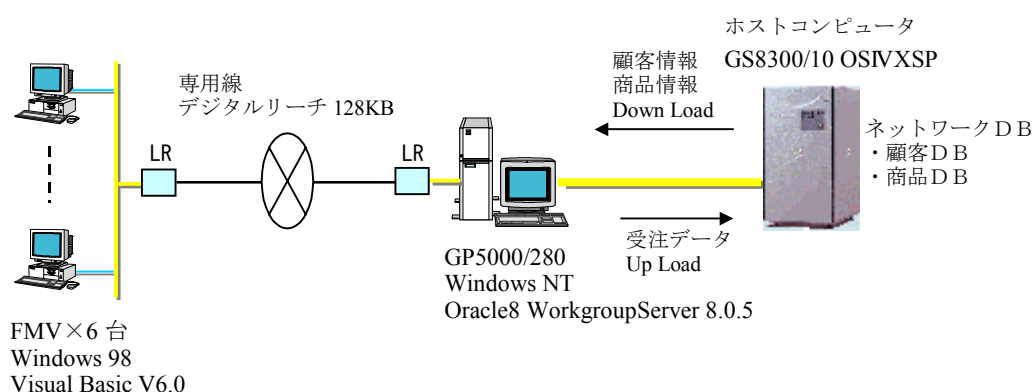 ホストコンピュータ
GS8300/10 OSIVXSP
顧客情報
商品情報
Down Load
専用線
デジタルリーチ 128KB
LR
LR
ネットワークＤＢ
・顧客ＤＢ
・商品ＤＢ
受注データ
Up Load
GP5000/280
Windows NT
Oracle8 WorkgroupServer 8.0.5
FMV×6 台
Windows 98
Visual Basic V6.0